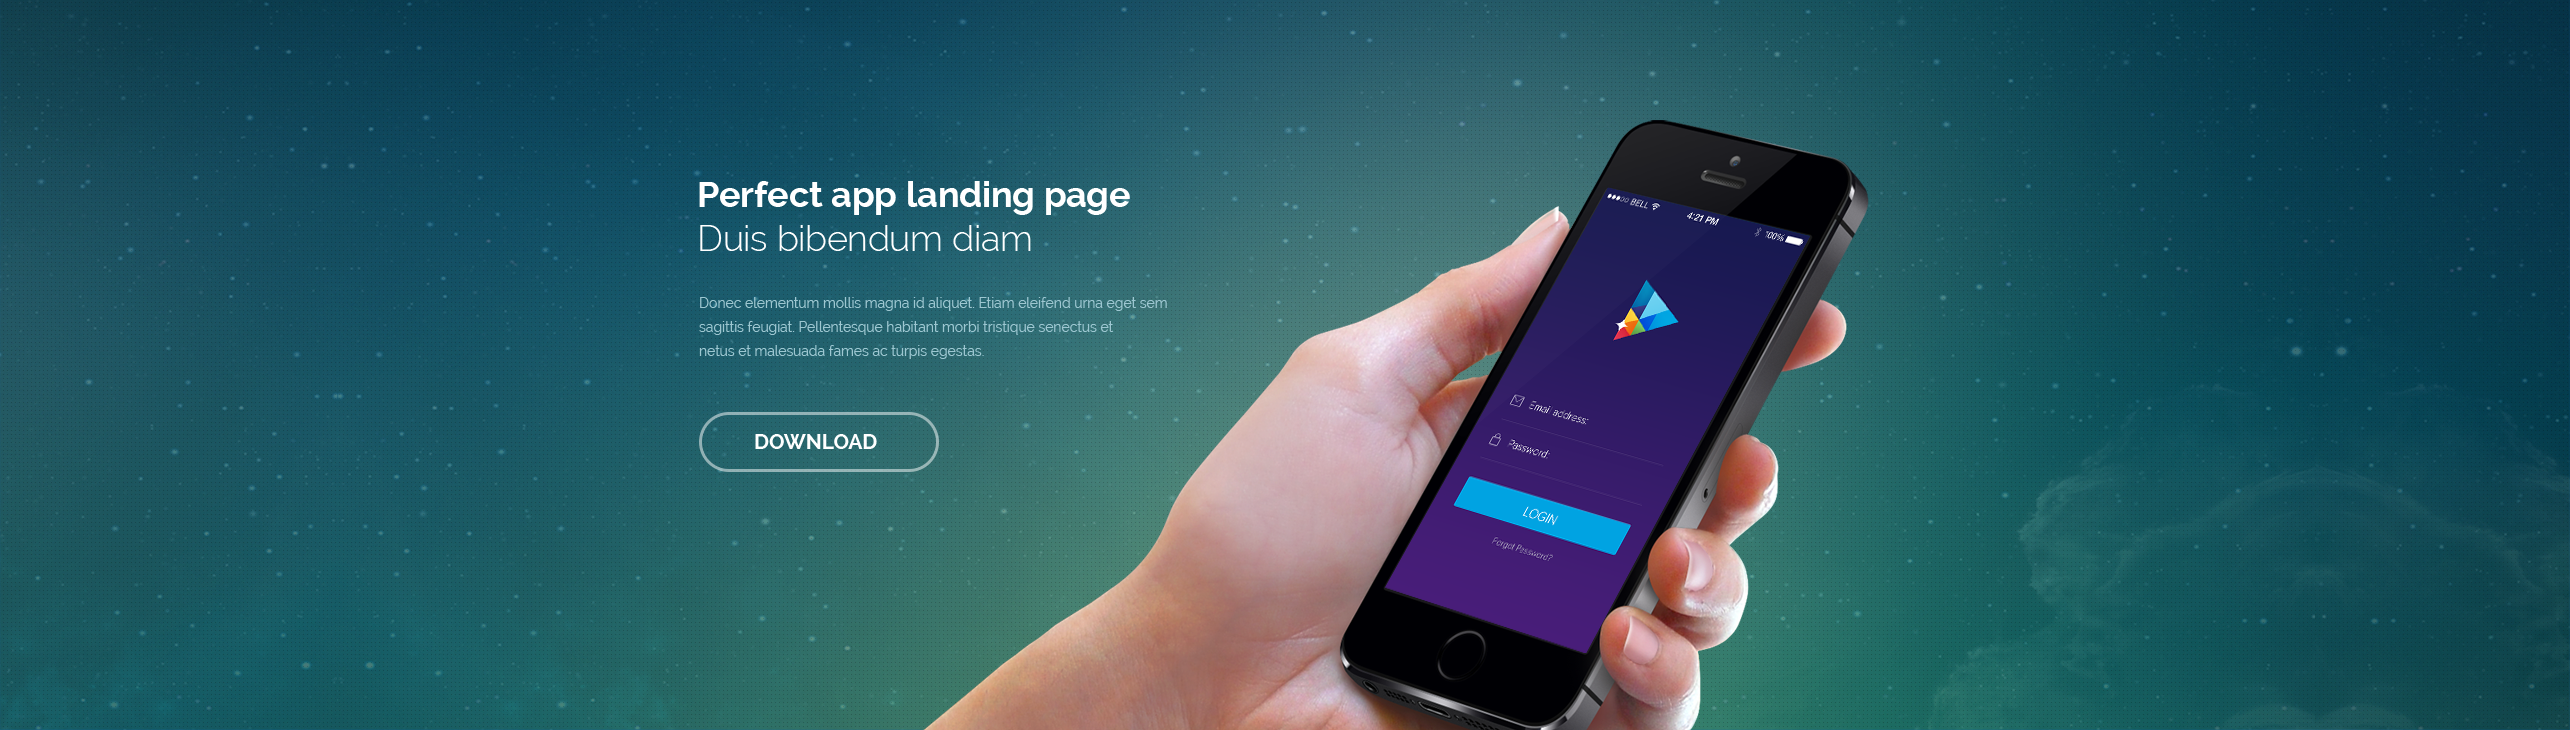 Perfect app landing page
Duis bibendum diam
Donec elementum mollis magna id aliquet. Etiam eleifend urna eget sem
sagittis feugiat. Pellentesque habitant morbi tristique senectus et
netus et malesuada fames ac turpis egestas.
DOWNLOAD
BELL 4:21 PM 100%
Email address:
Password:
LOGIN
Forgot Password?